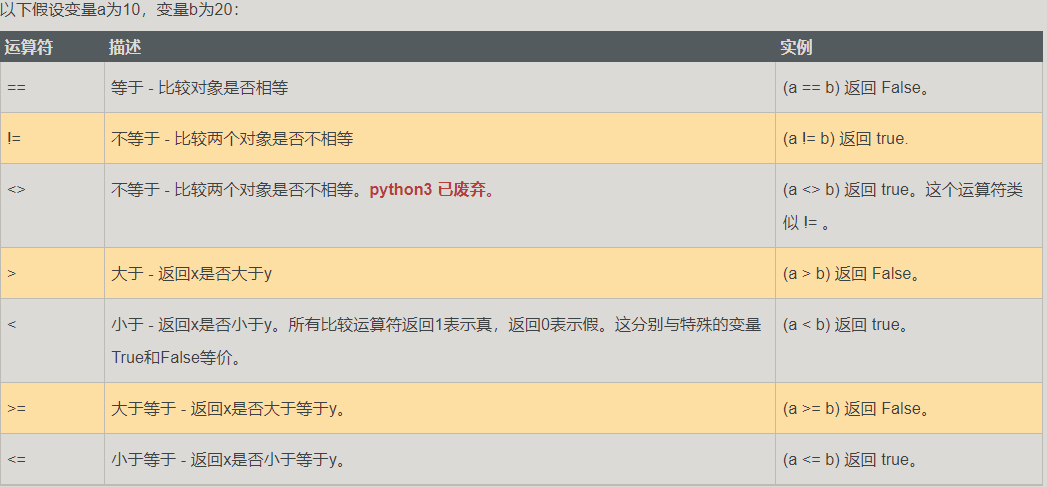 以下假设变量a为10，变量b为20：
运算符 描述 实例
== 等于 - 比较对象是否相等 (a == b) 返回 False。
!= 不等于 - 比较两个对象是否不相等 (a != b) 返回 true.
<> 不等于 - 比较两个对象是否不相等。python3 已废弃。 (a <> b) 返回 true。这个运算符类
似 != 。
> 大于 - 返回x是否大于y (a > b) 返回 False。
< 小于 - 返回x是否小于y。所有比较运算符返回1表示真，返回0表示假。这分别与特殊的变量 (a < b) 返回 true。
True和False等价。
>= 大于等于 - 返回x是否大于等于y。 (a >= b) 返回 False。
<= 小于等于 - 返回x是否小于等于y。 (a <= b) 返回 true。